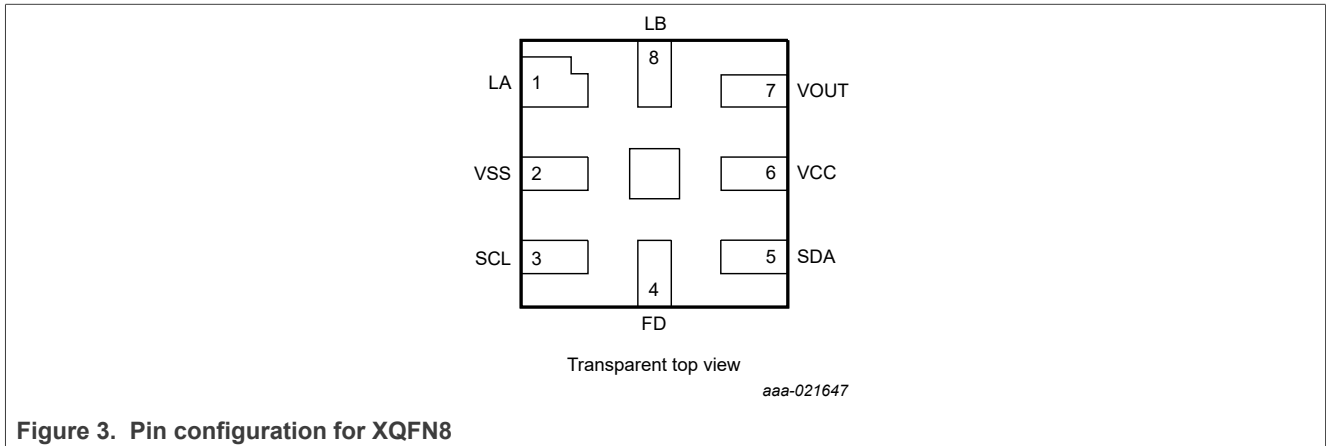 LB
8
LA 1
7 VOUT
VSS 2
6 VCC
SCL 3
5 SDA
4
FD
Transparent top view
aaa-021647
Figure 3. Pin configuration for XQFN8